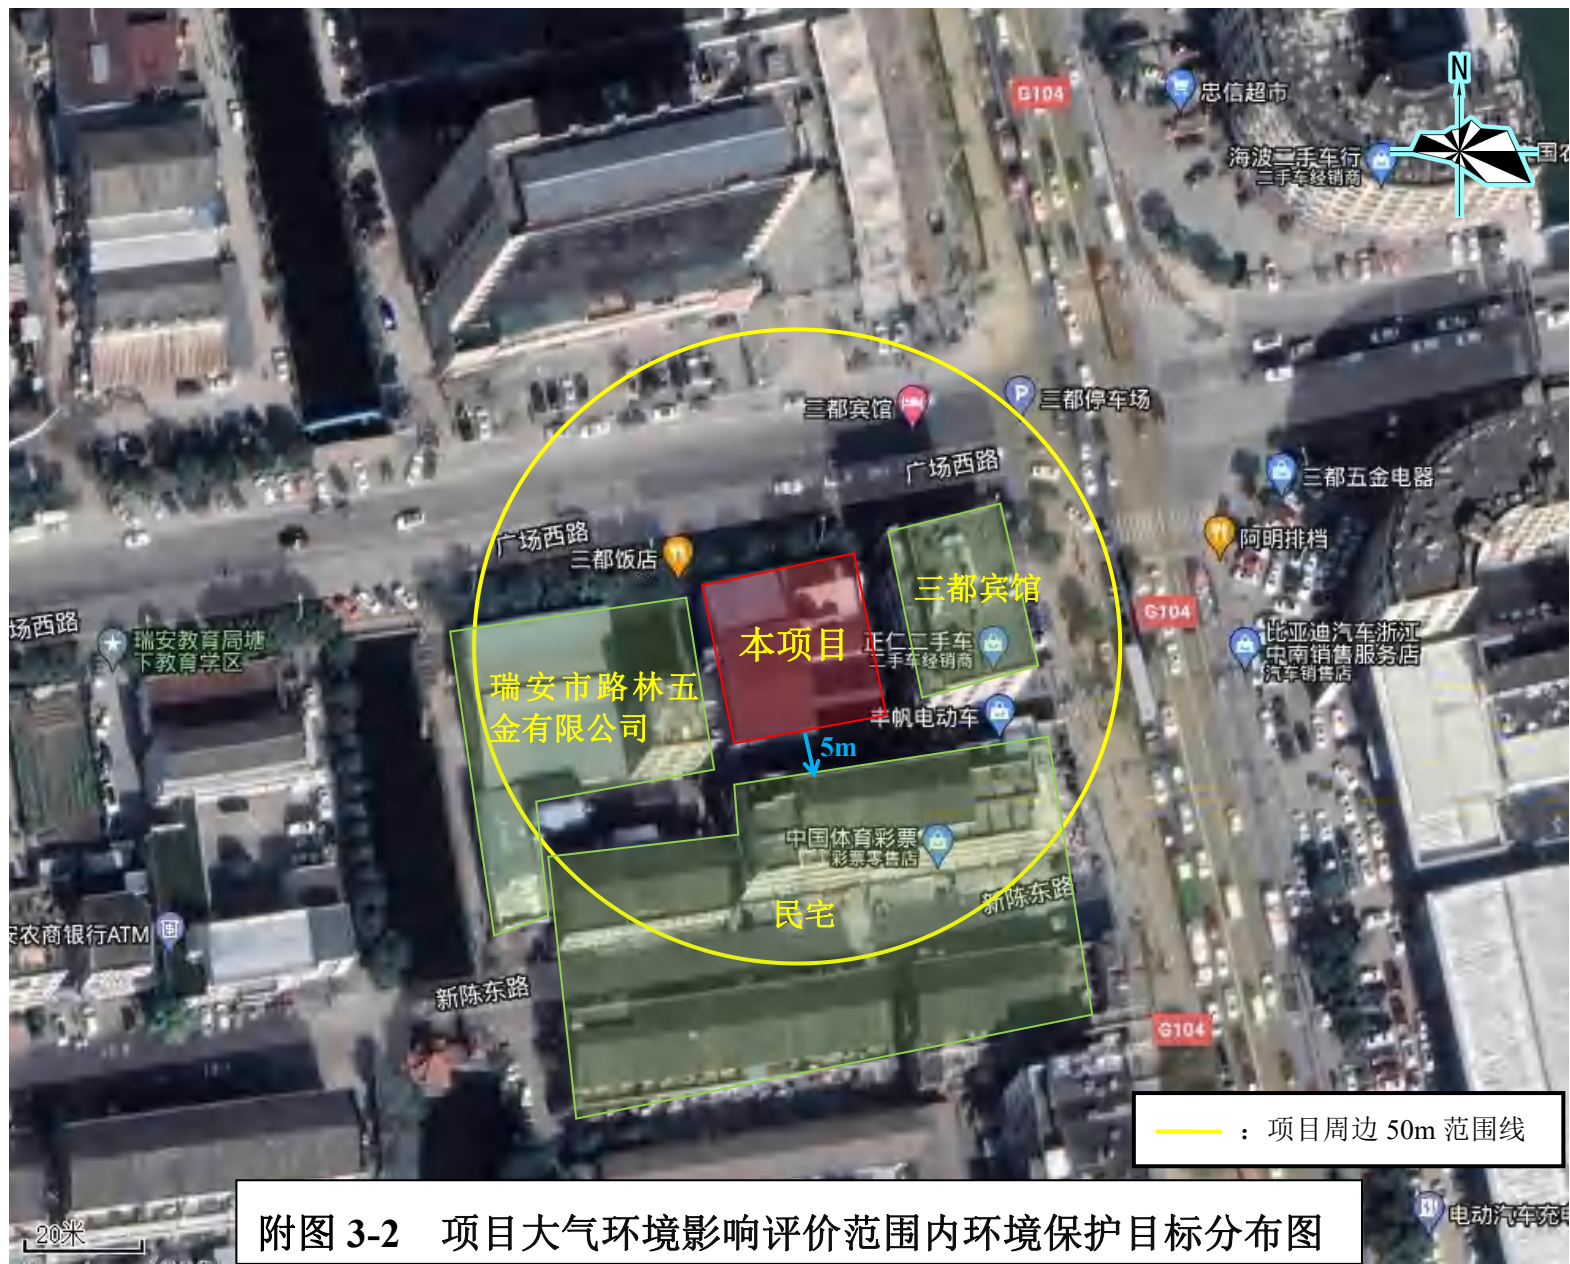 N
G104
忠信超市
海波二手车行
二手车经销商
国农
三都宾馆
三都停车场
广场西路
三都五金电器
广场西路
三都饭店
阿明排档
三都宾馆
G104
场西路
瑞安教育局塘
下教育学区
本项目
正仁二手车
二手车经销商
比亚迪汽车浙江
中南销售服务店
汽车销售店
瑞安市路林五
金有限公司
丰帆电动车
5m
中国体育彩票
彩票零售店
新陈东路
民宅
安农商银行ATM
新陈东路
G104
：项目周边 50m 范围线
附图 3-2 项目大气环境影响评价范围内环境保护目标分布图
20米
电动汽车充电